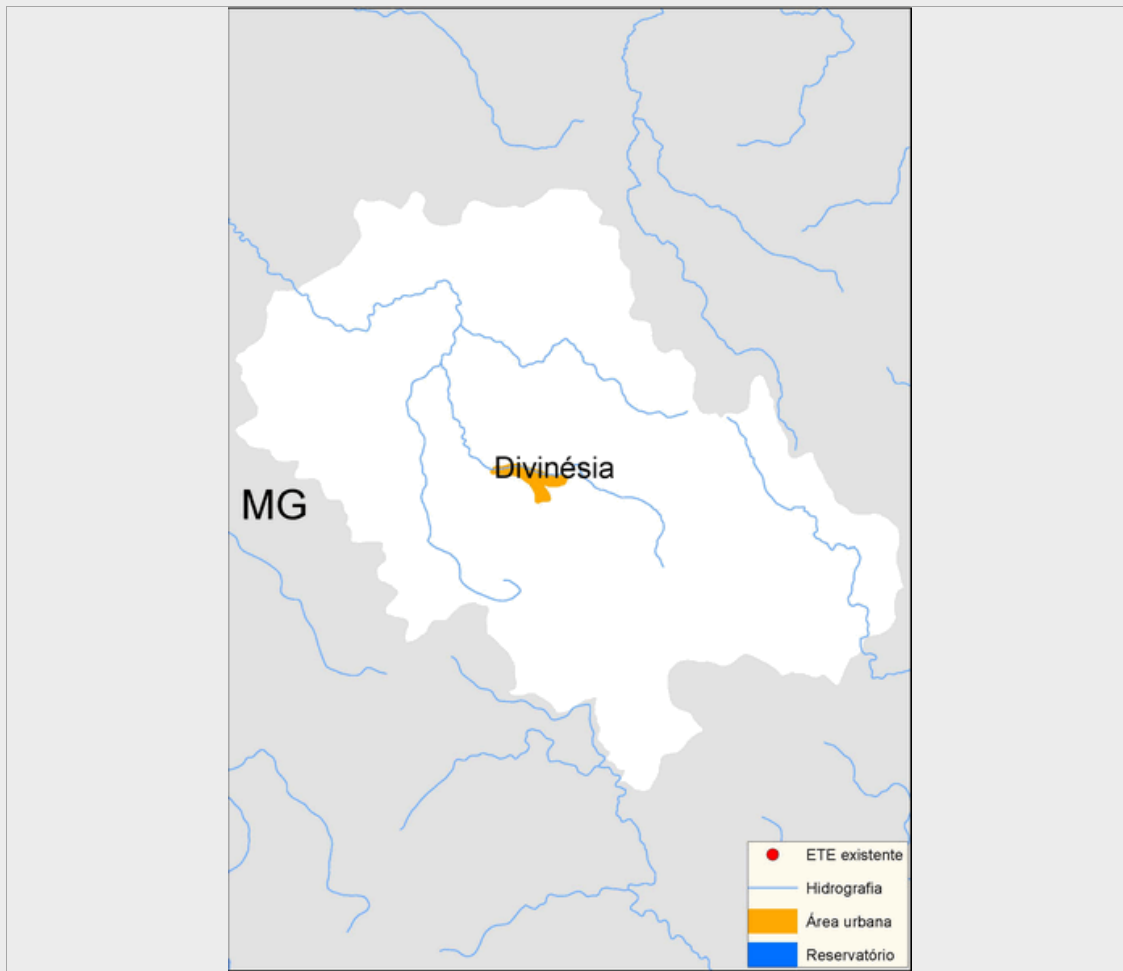 Divinésia
MG
ETE existente
Hidrografia
Área urbana
Reservatório